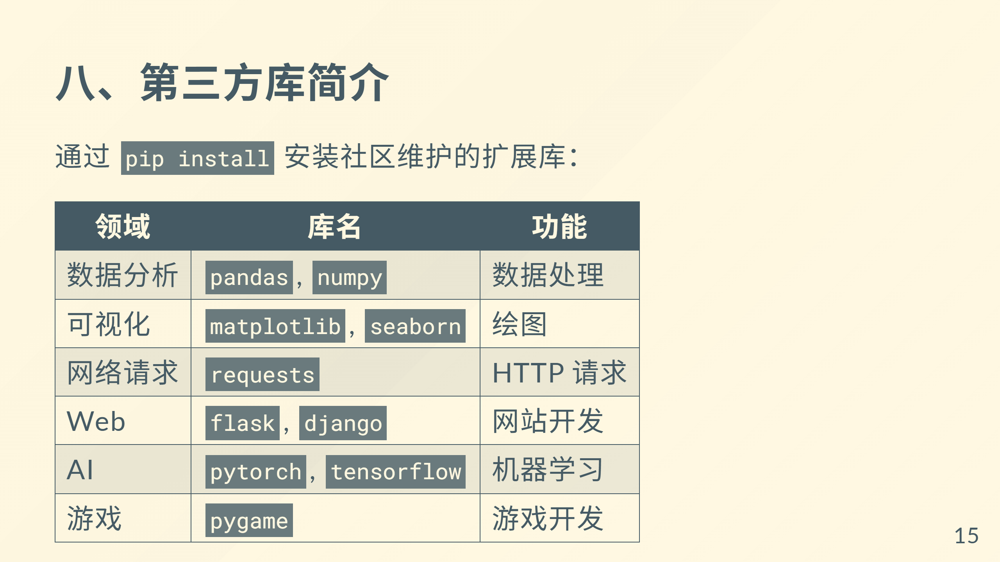 八、第三方库简介
通过 pip install 安装社区维护的扩展库：
领域 库名 功能
数据分析 pandas, numpy 数据处理
可视化 matplotlib, seaborn 绘图
网络请求 requests HTTP 请求
Web flask, django 网站开发
AI pytorch, tensorflow 机器学习
游戏 pygame 游戏开发
15